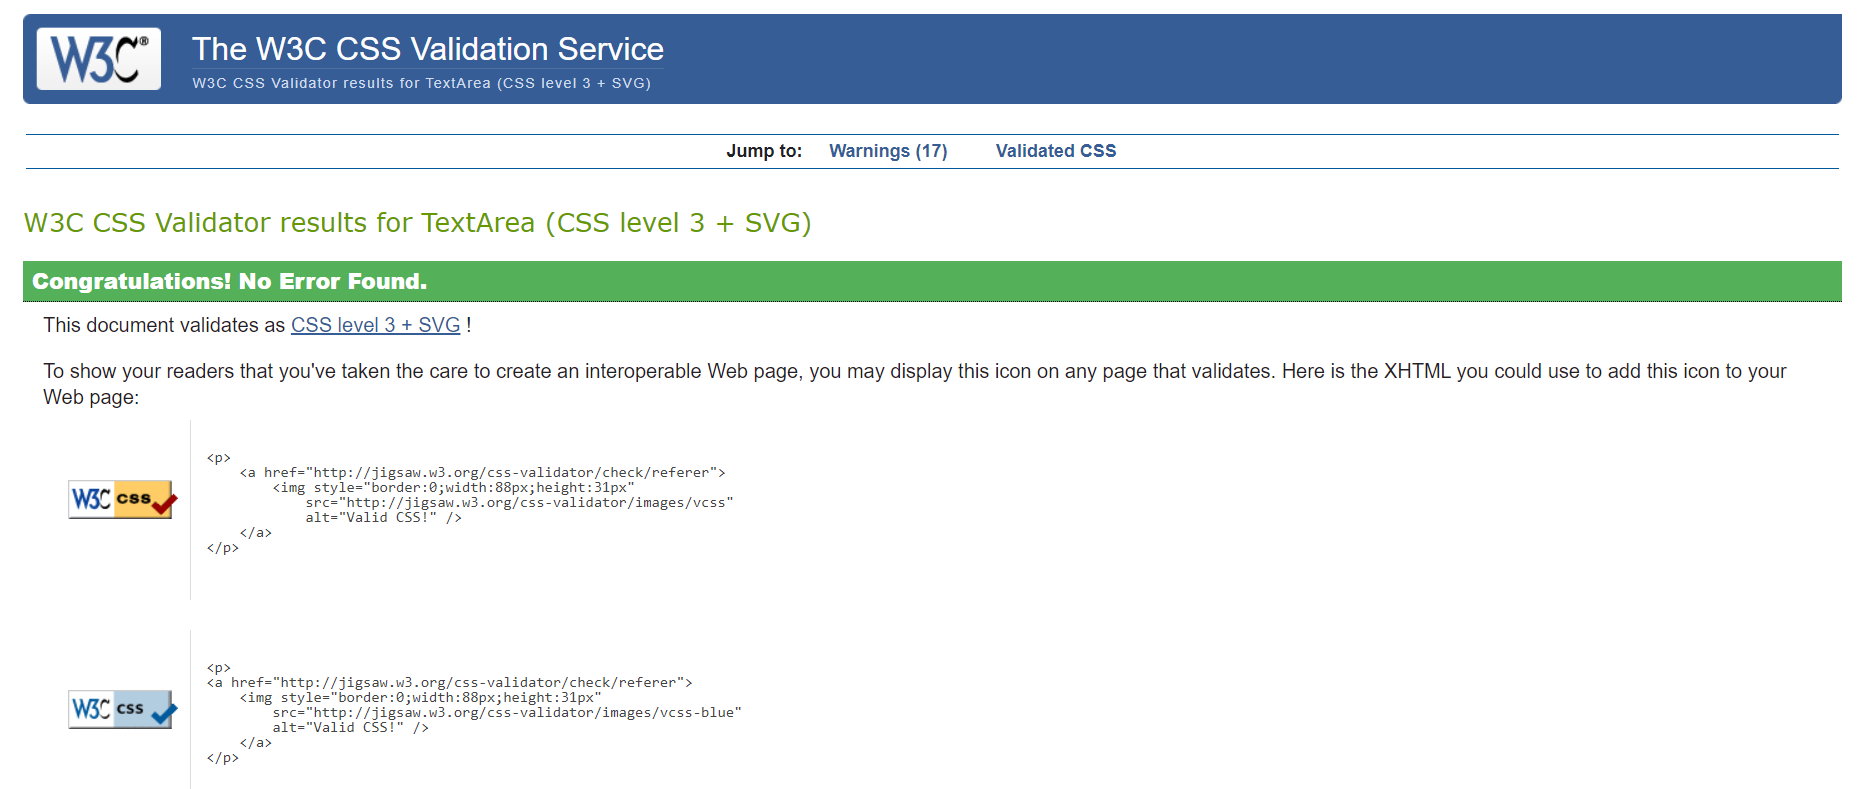 W3C®
The W3C CSS Validation Service
W3C CSS Validator results for TextArea (CSS level 3 + SVG)
Jump to: Warnings (17) Validated CSS
W3C CSS Validator results for TextArea (CSS level 3 + SVG)
Congratulations! No Error Found.
This document validates as CSS level 3 + SVG !
To show your readers that you've taken the care to create an interoperable Web page, you may display this icon on any page that validates. Here is the XHTML you could use to add this icon to your
Web page:
W3C css
<p>
    <a href="http://jigsaw.w3.org/css-validator/check/referer">
        <img style="border:0;width:88px;height:31px"
            src="http://jigsaw.w3.org/css-validator/images/vcss"
            alt="Valid CSS!" />
    </a>
</p>
W3C css
<p>
<a href="http://jigsaw.w3.org/css-validator/check/referer">
    <img style="border:0;width:88px;height:31px"
        src="http://jigsaw.w3.org/css-validator/images/vcss-blue"
        alt="Valid CSS!" />
    </a>
</p>